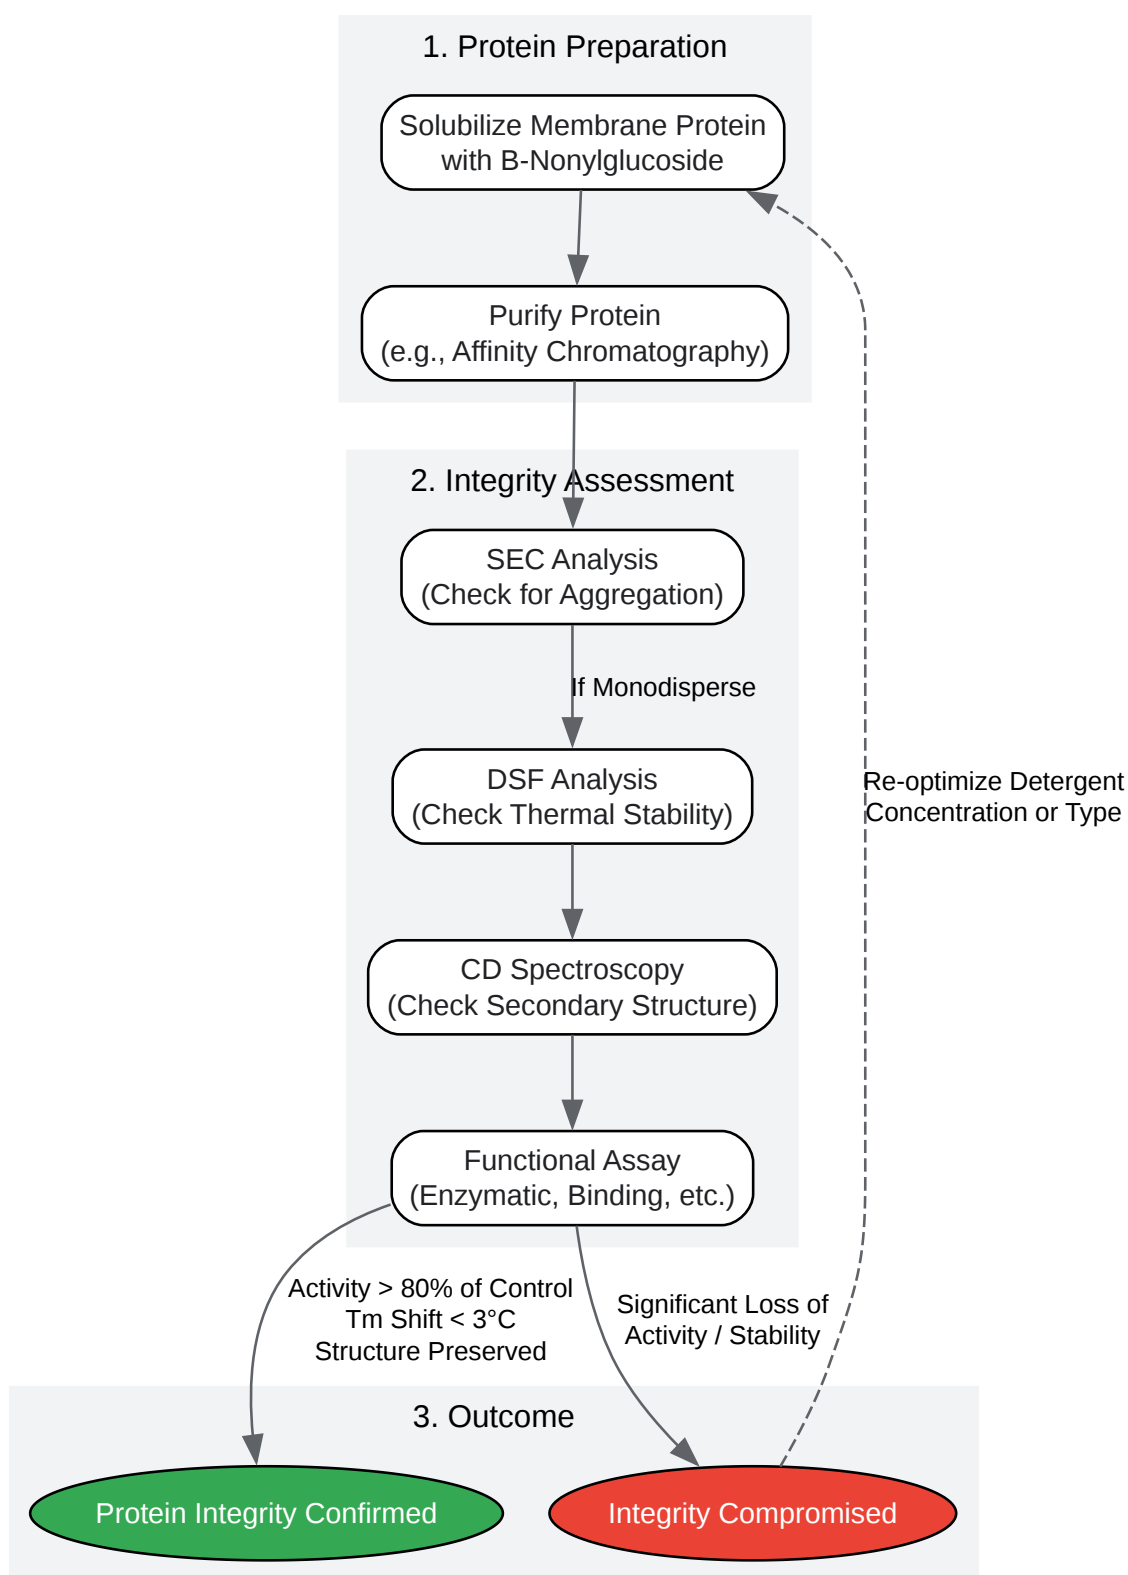 1. Protein Preparation
Solubilize Membrane Protein
with B-Nonylglucoside
Purify Protein
(e.g., Affinity Chromatography)
2. Integrity Assessment
SEC Analysis
(Check for Aggregation)
If Monodisperse
DSF Analysis
(Check Thermal Stability)
Re-optimize Detergent
Concentration or Type
CD Spectroscopy
(Check Secondary Structure)
Functional Assay
(Enzymatic, Binding, etc.)
Activity > 80% of Control
Tm Shift < 3°C
Structure Preserved
Significant Loss of
Activity / Stability
3. Outcome
Protein Integrity Confirmed
Integrity Compromised